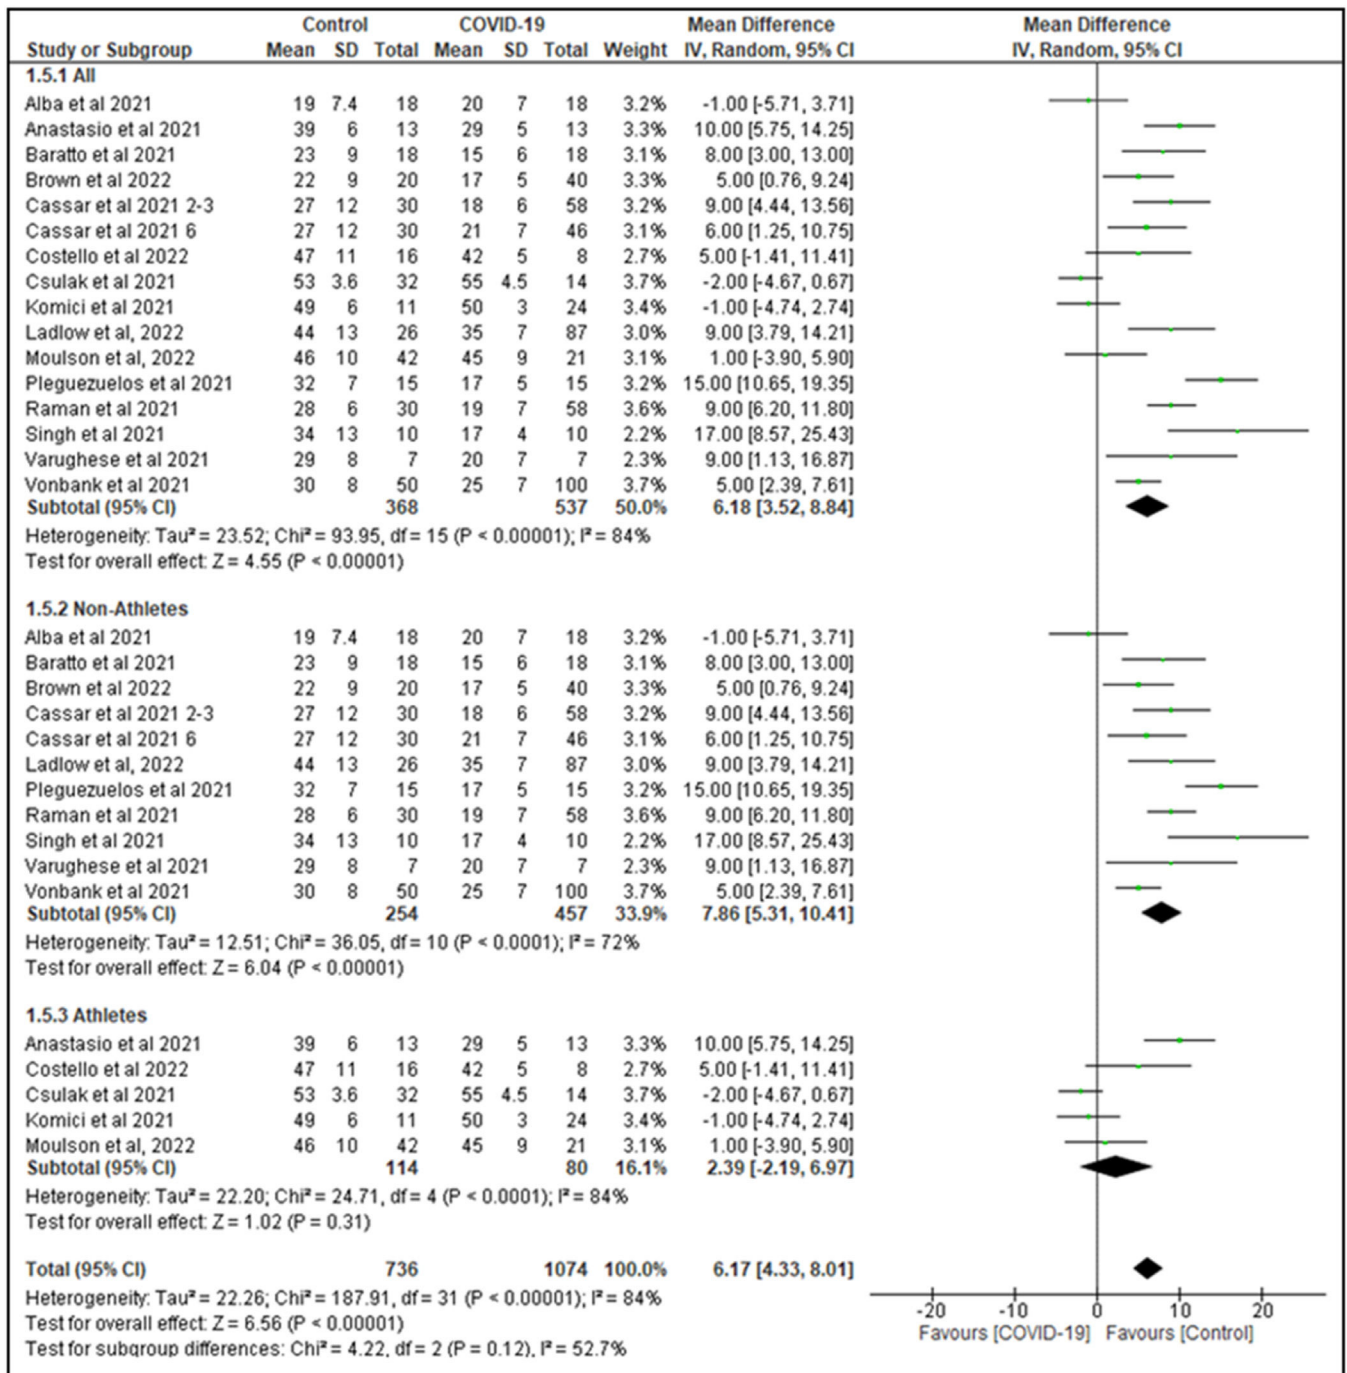 Control COVID-19 Mean Difference Mean Difference
Study or Subgroup Mean SD Total Mean SD Total Weight IV, Random, 95% CI IV, Random, 95% CI
1.5.1 All
Alba et al 2021 19 7.4 18 20 7 18 3.2% -1.00 [-5.71, 3.71]
Anastasio et al 2021 39 6 13 29 5 13 3.3% 10.00 [5.75, 14.25]
Baratto et al 2021 23 9 18 15 6 18 3.1% 8.00 [3.00, 13.00]
Brown et al 2022 22 9 20 17 5 40 3.3% 5.00 [0.76, 9.24]
Cassar et al 2021 2-3 27 12 30 18 6 58 3.2% 9.00 [4.44, 13.56]
Cassar et al 2021 6 27 12 30 21 7 46 3.1% 6.00 [1.25, 10.75]
Costello et al 2022 47 11 16 42 5 8 2.7% 5.00 [-1.41, 11.41]
Csulak et al 2021 53 3.6 32 55 4.5 14 3.7% -2.00 [-4.67, 0.67]
Komici et al 2021 49 6 11 50 3 24 3.4% -1.00 [-4.74, 2.74]
Ladlow et al, 2022 44 13 26 35 7 87 3.0% 9.00 [3.79, 14.21]
Moulson et al, 2022 46 10 42 45 9 21 3.1% 1.00 [-3.90, 5.90]
Pleguezuelos et al 2021 32 7 15 17 5 15 3.2% 15.00 [10.65, 19.35]
Raman et al 2021 28 6 30 19 7 58 3.6% 9.00 [6.20, 11.80]
Singh et al 2021 34 13 10 17 4 10 2.2% 17.00 [8.57, 25.43]
Varughese et al 2021 29 8 7 20 7 7 2.3% 9.00 [1.13, 16.87]
Vonbank et al 2021 30 8 50 25 7 100 3.7% 5.00 [2.39, 7.61]
Subtotal (95% CI) 368 537 50.0% 6.18 [3.52, 8.84]
Heterogeneity: Tau² = 23.52; Chi² = 93.95, df = 15 (P < 0.00001); I² = 84%
Test for overall effect: Z = 4.55 (P < 0.00001)
1.5.2 Non-Athletes
Alba et al 2021 19 7.4 18 20 7 18 3.2% -1.00 [-5.71, 3.71]
Baratto et al 2021 23 9 18 15 6 18 3.1% 8.00 [3.00, 13.00]
Brown et al 2022 22 9 20 17 5 40 3.3% 5.00 [0.76, 9.24]
Cassar et al 2021 2-3 27 12 30 18 6 58 3.2% 9.00 [4.44, 13.56]
Cassar et al 2021 6 27 12 30 21 7 46 3.1% 6.00 [1.25, 10.75]
Ladlow et al, 2022 44 13 26 35 7 87 3.0% 9.00 [3.79, 14.21]
Pleguezuelos et al 2021 32 7 15 17 5 15 3.2% 15.00 [10.65, 19.35]
Raman et al 2021 28 6 30 19 7 58 3.6% 9.00 [6.20, 11.80]
Singh et al 2021 34 13 10 17 4 10 2.2% 17.00 [8.57, 25.43]
Varughese et al 2021 29 8 7 20 7 7 2.3% 9.00 [1.13, 16.87]
Vonbank et al 2021 30 8 50 25 7 100 3.7% 5.00 [2.39, 7.61]
Subtotal (95% CI) 254 457 33.9% 7.86 [5.31, 10.41]
Heterogeneity: Tau² = 12.51; Chi² = 36.05, df = 10 (P < 0.0001); I² = 72%
Test for overall effect: Z = 6.04 (P < 0.00001)
1.5.3 Athletes
Anastasio et al 2021 39 6 13 29 5 13 3.3% 10.00 [5.75, 14.25]
Costello et al 2022 47 11 16 42 5 8 2.7% 5.00 [-1.41, 11.41]
Csulak et al 2021 53 3.6 32 55 4.5 14 3.7% -2.00 [-4.67, 0.67]
Komici et al 2021 49 6 11 50 3 24 3.4% -1.00 [-4.74, 2.74]
Moulson et al, 2022 46 10 42 45 9 21 3.1% 1.00 [-3.90, 5.90]
Subtotal (95% CI) 114 80 16.1% 2.39 [-2.19, 6.97]
Heterogeneity: Tau² = 22.20; Chi² = 24.71, df = 4 (P < 0.0001); I² = 84%
Test for overall effect: Z = 1.02 (P = 0.31)
Total (95% CI) 736 1074 100.0% 6.17 [4.33, 8.01]
Heterogeneity: Tau² = 22.26; Chi² = 187.91, df = 31 (P < 0.00001); I² = 84%
Test for overall effect: Z = 6.56 (P < 0.00001)
Test for subgroup differences: Chi² = 4.22, df = 2 (P = 0.12), I² = 52.7%
-20 -10 0 10 20
Favours [COVID-19] Favours [Control]